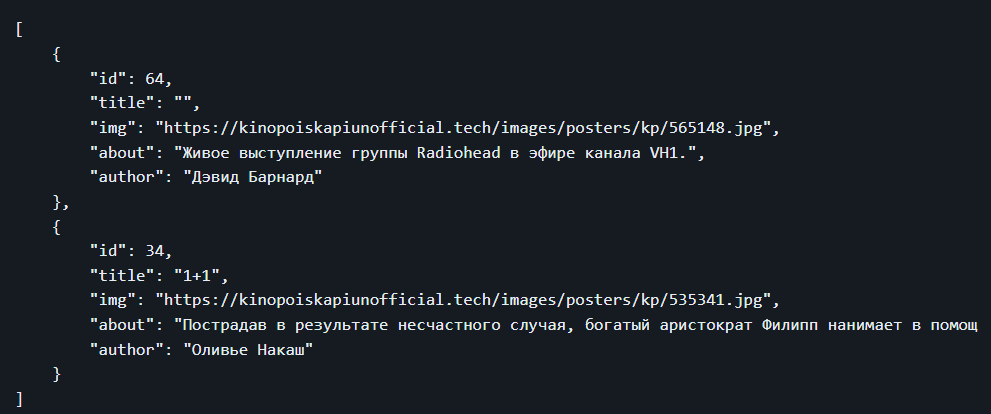 [
    {
        "id": 64,
        "title": "",
        "img": "https://kinopoiskapiunofficial.tech/images/posters/kp/565148.jpg",
        "about": "Живое выступление группы Radiohead в эфире канала VH1.",
        "author": "Дэвид Барнард"
    },
    {
        "id": 34,
        "title": "1+1",
        "img": "https://kinopoiskapiunofficial.tech/images/posters/kp/535341.jpg",
        "about": "Пострадав в результате несчастного случая, богатый аристократ Филипп нанимает в помощ
        "author": "Оливье Накаш"
    }
]